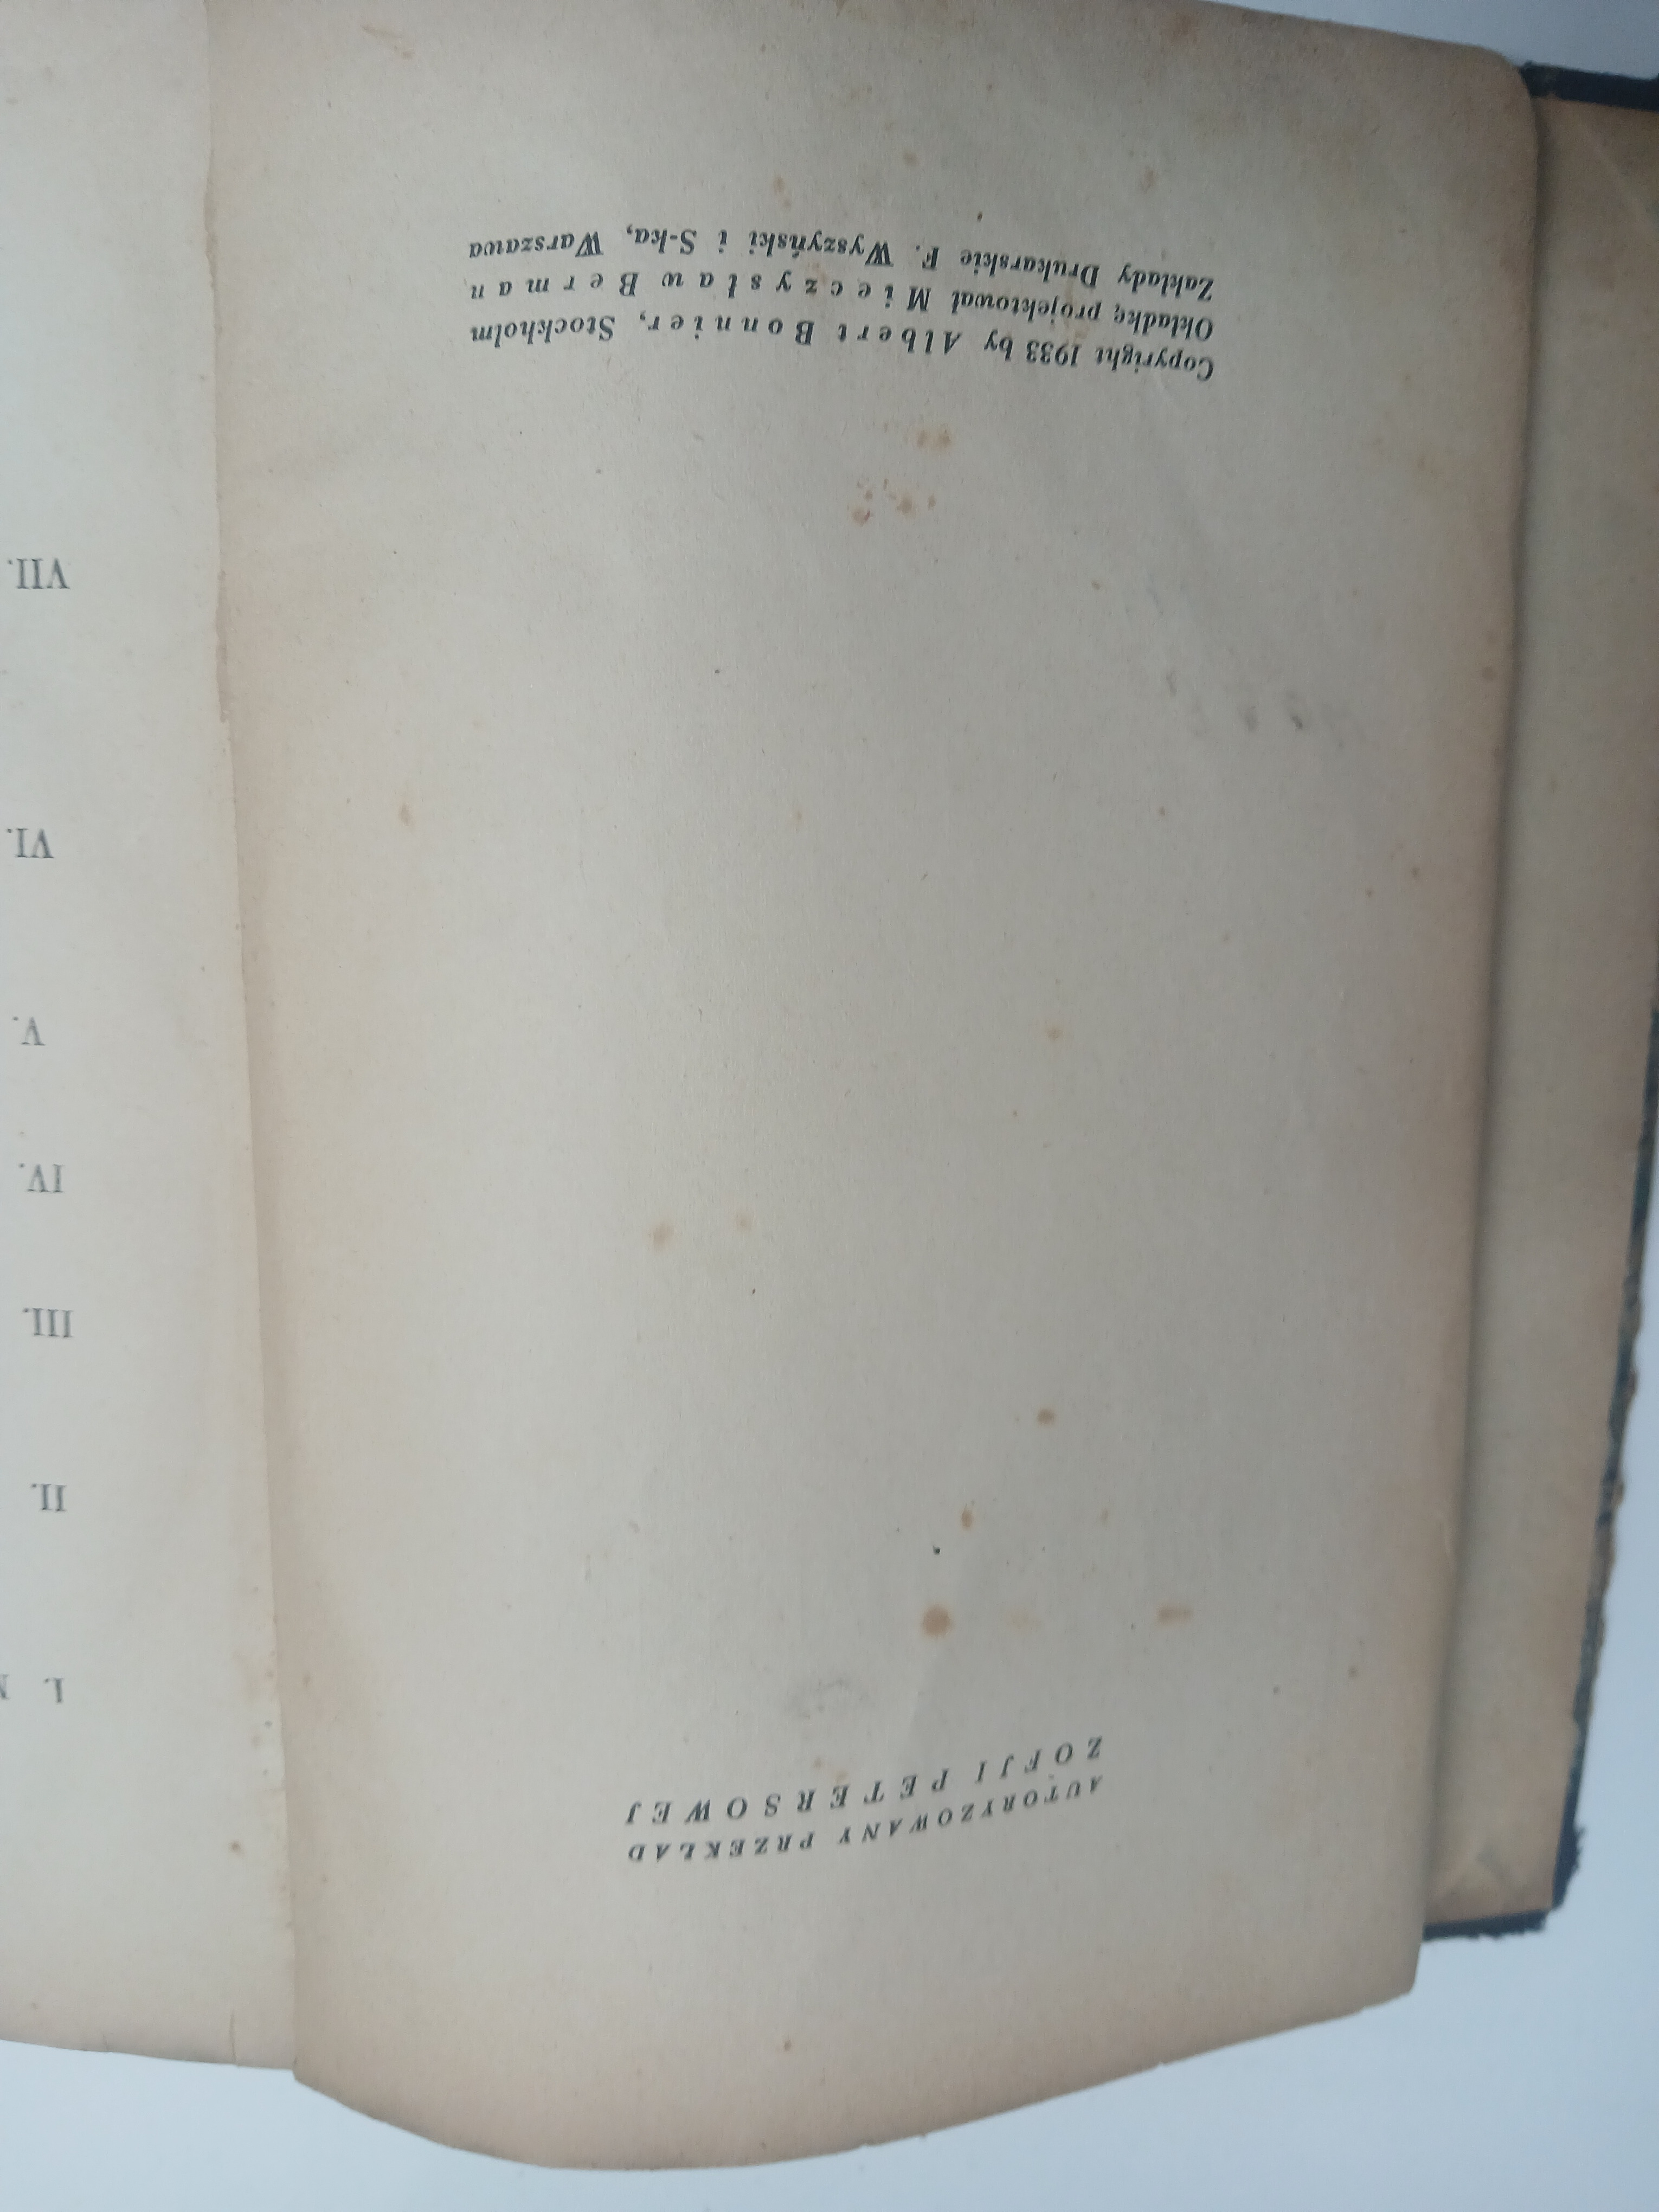 AUTORYZOWANY PRZEKŁAD
ZOFJI PETERSOWEJ
Copyright 1933 by Albert Bonnier, Stockholm
Okładkę projektował Mieczysław Berman
Zakłady Drukarskie F. Wyszyński i S-ka, Warszawa
I.
II.
III.
IV.
V.
VI.
VII.